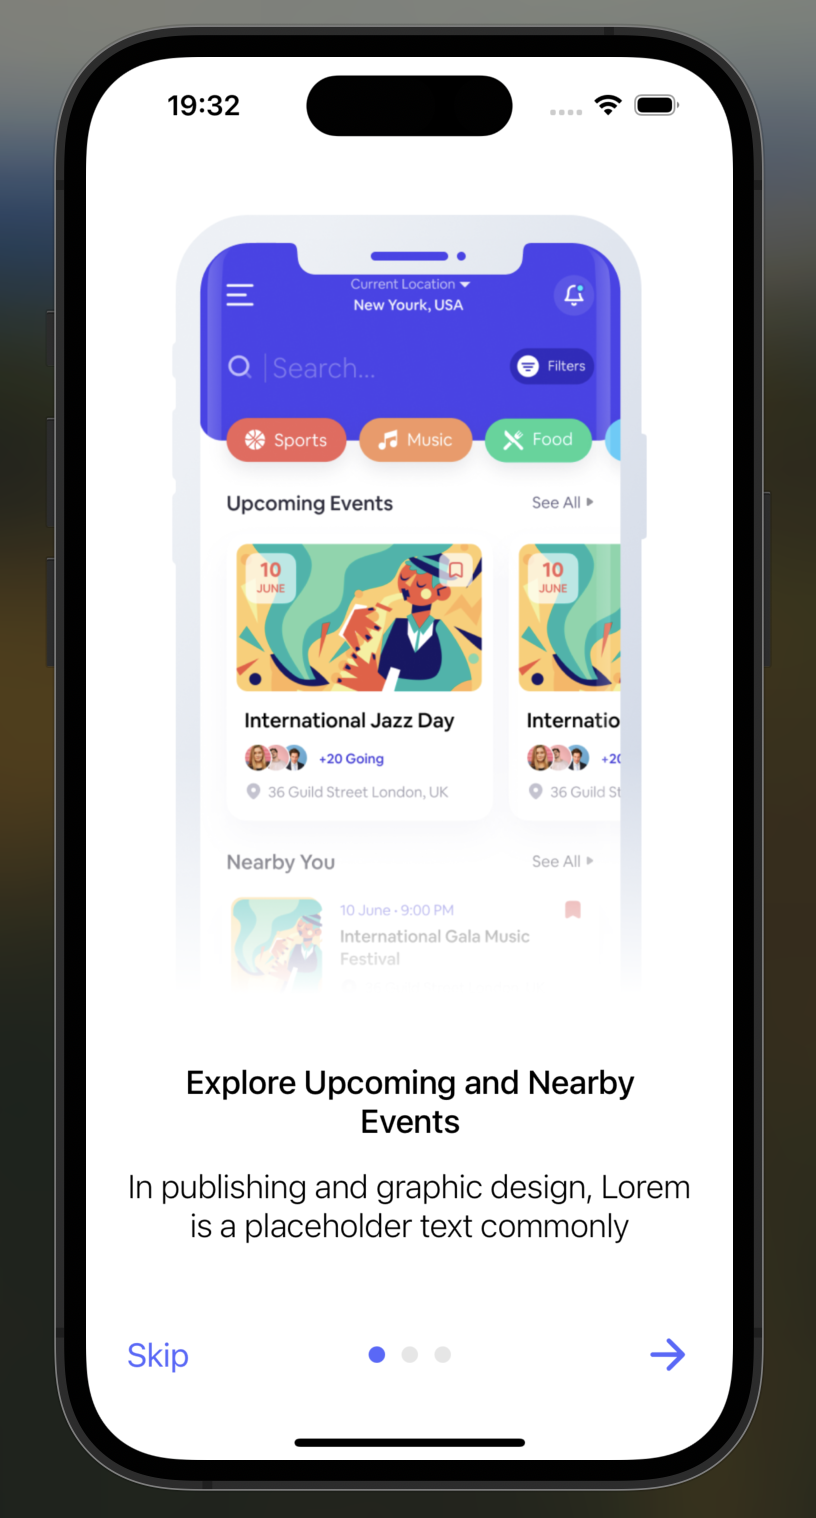 19:32
Current Location
New Yourk, USA
Search...
Filters
Sports
Music
Food
Upcoming Events
See All
10
JUNE
10
JUNE
International Jazz Day
Internatio
+20 Going
+20
36 Guild Street London, UK
36 Guild St
Nearby You
See All
10 June · 9:00 PM
International Gala Music
Festival
Explore Upcoming and Nearby
Events
In publishing and graphic design, Lorem
is a placeholder text commonly
Skip